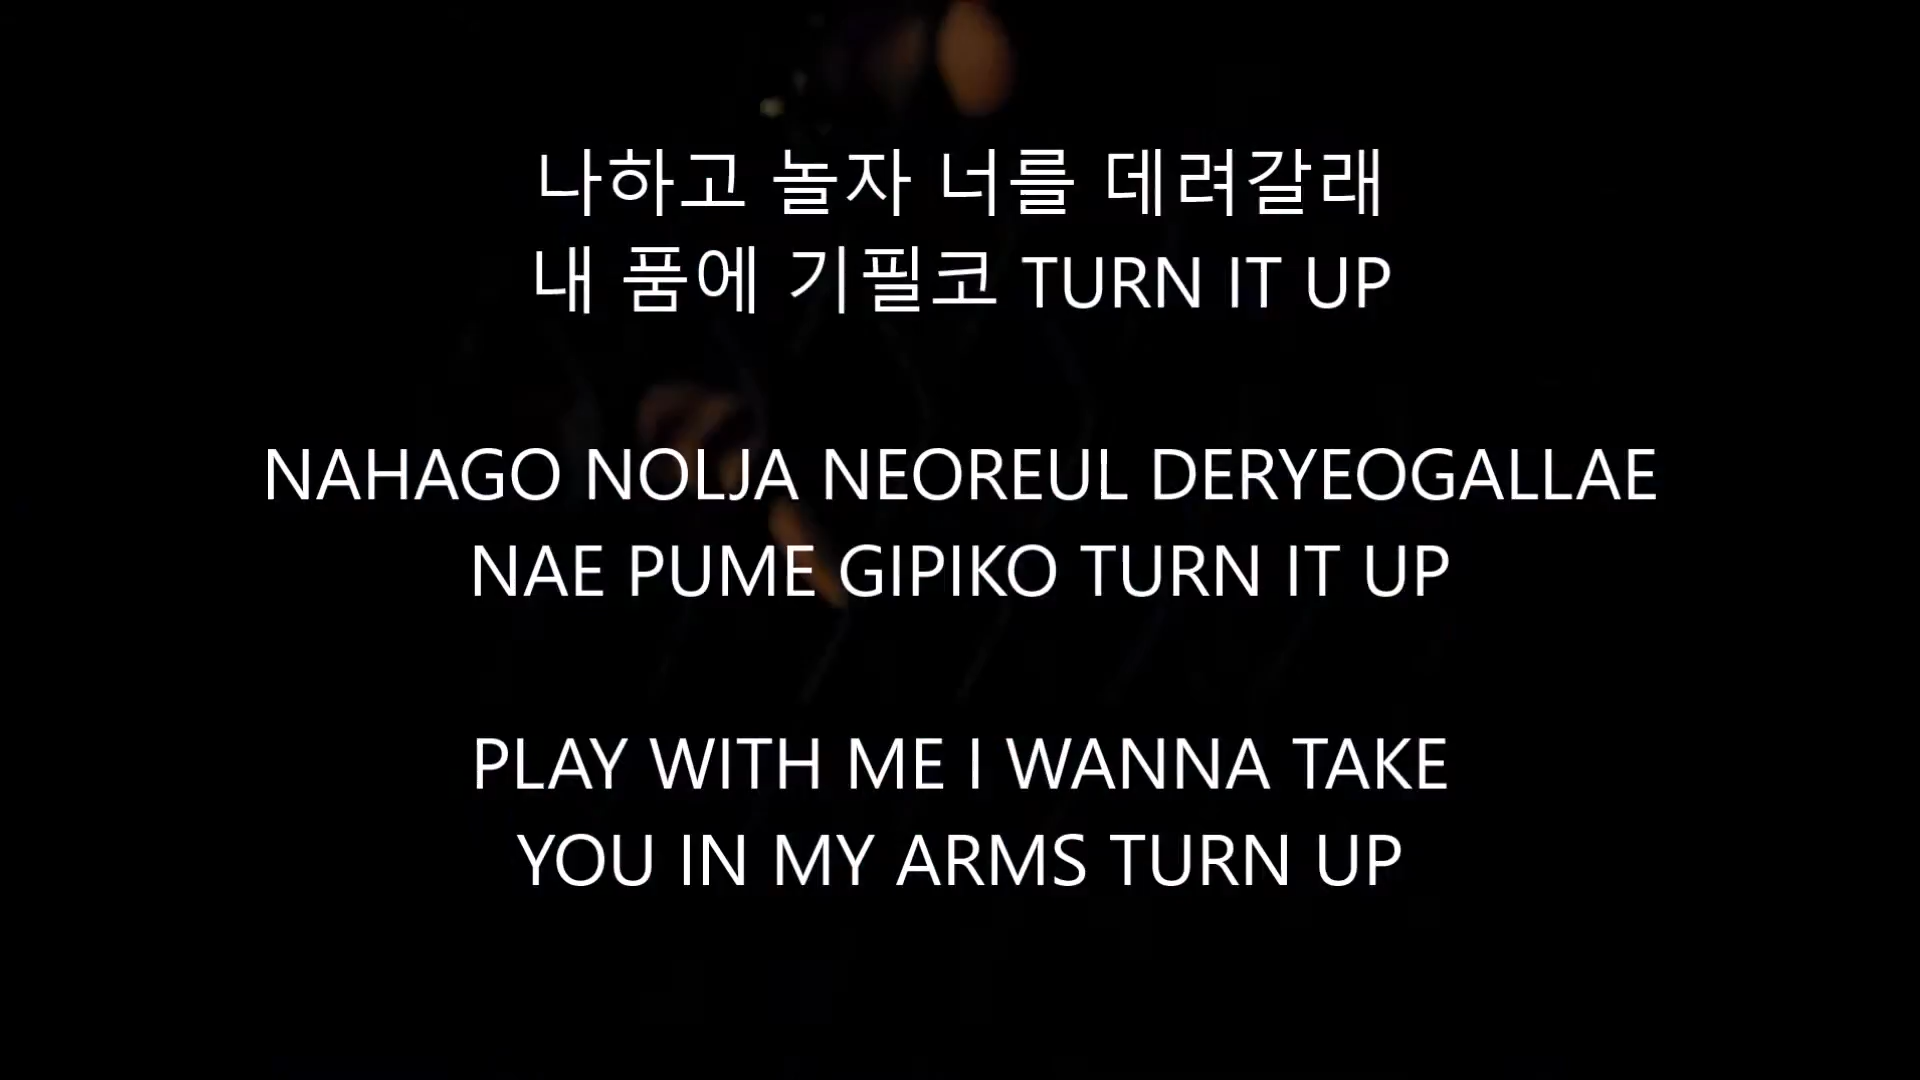 나하고 놀자 너를 데려갈래
내 품에 기필코 TURN IT UP
NAHAGO NOLJA NEOREUL DERYEOGALLAE
NAE PUME GIPIKO TURN IT UP
PLAY WITH ME I WANNA TAKE
YOU IN MY ARMS TURN UP